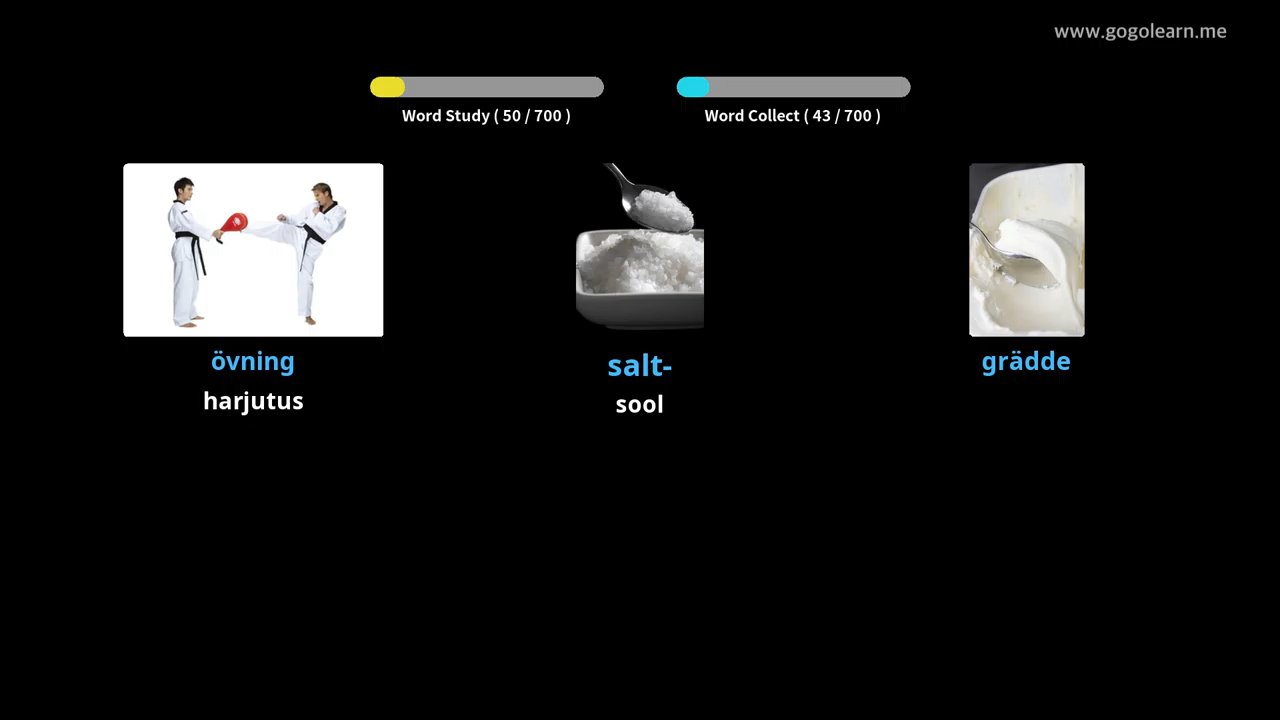 www.gogolearn.me
Word Study ( 50 / 700 )
Word Collect ( 43 / 700 )
övning
harjutus
salt-
sool
grädde